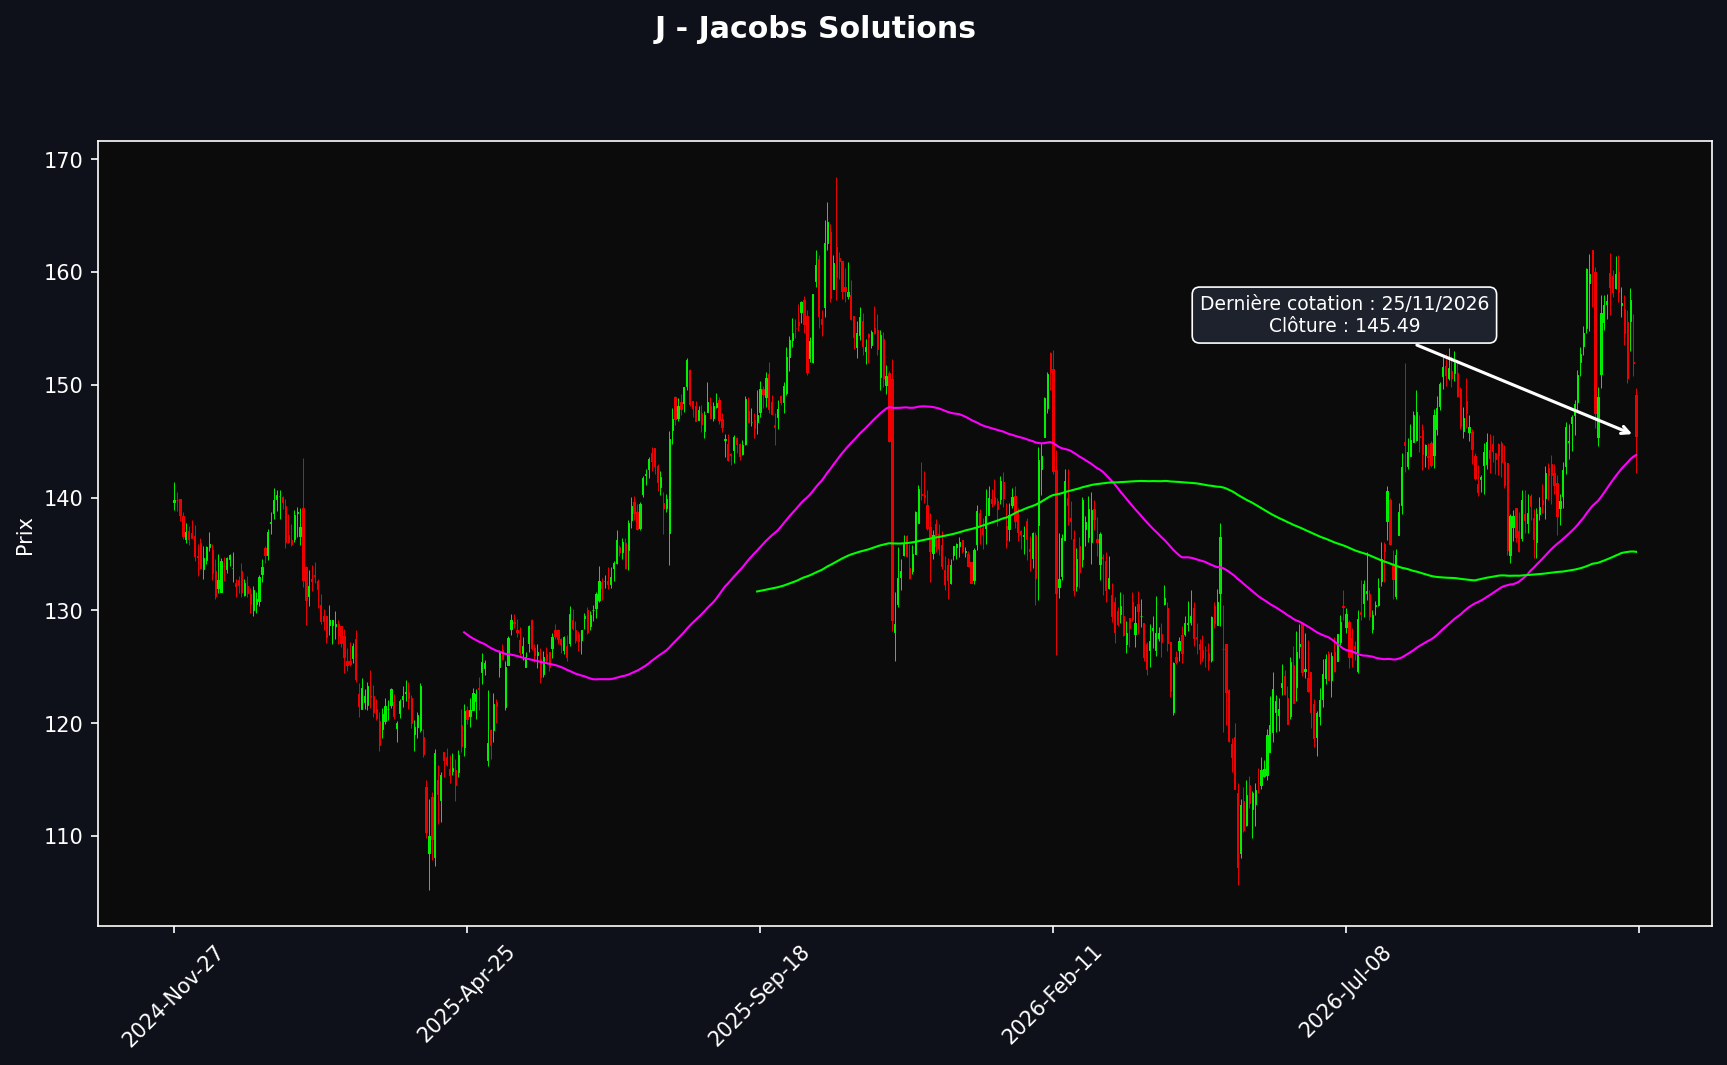 J - Jacobs Solutions
170
160
150
140
130
120
110
Prix
Dernière cotation : 25/11/2026
Clôture : 145.49
2024-Nov-27
2025-Apr-25
2025-Sep-18
2026-Feb-11
2026-Jul-08